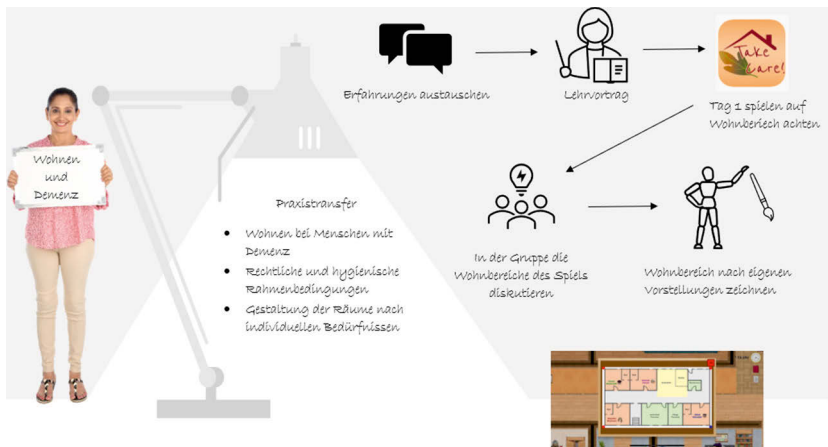 Wohnen
und
Demenz
Praxistransfer
• Wohnen bei Menschen mit
Demenz
• Rechtliche und hygienische
Rahmenbedingungen
• Gestaltung der Räume nach
individuellen Bedürfnissen
Erfahrungen austauschen
Lehrvortrag
Take
Care!
Tag 1 spielen auf
Wohnberiech achten
In der Gruppe die
Wohnbereiche des Spiels
diskutieren
Wohnbereich nach eigenen
Vorstellungen zeichnen